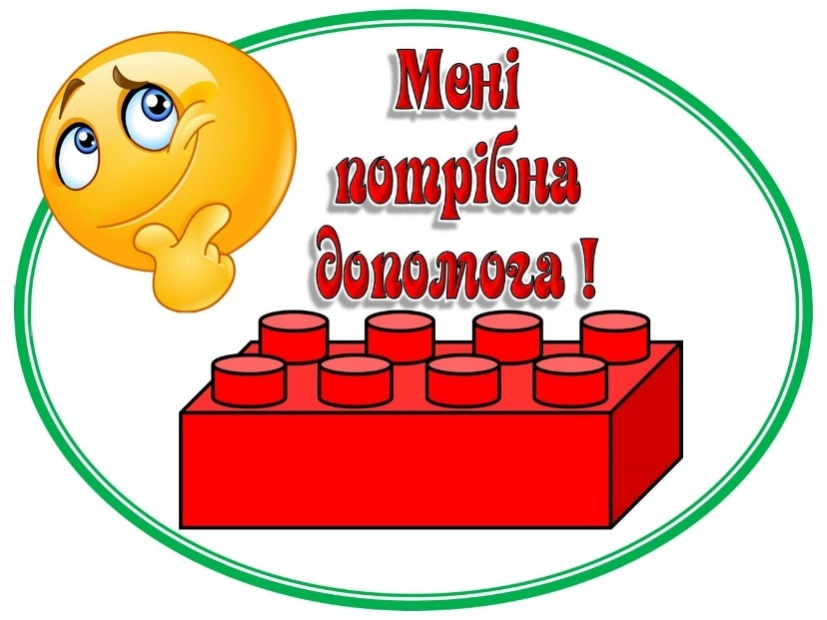 Мені
потрібна
допомога !